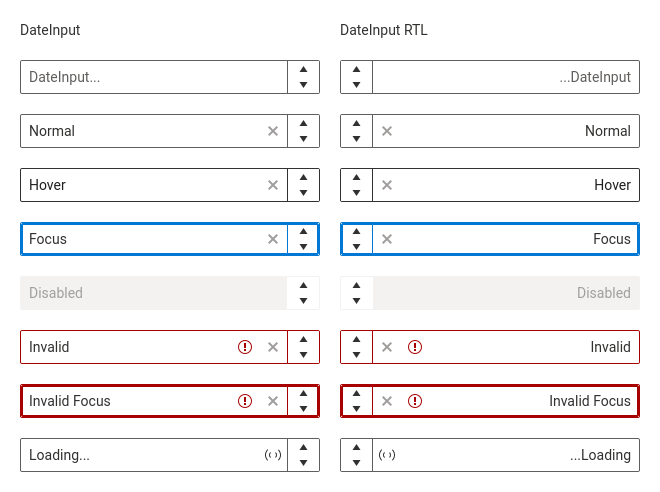 DateInput
DateInput RTL
DateInput...
...DateInput
Normal
Normal
Hover
Hover
Focus
Focus
Disabled
Disabled
Invalid
Invalid
Invalid Focus
Invalid Focus
Loading...
...Loading